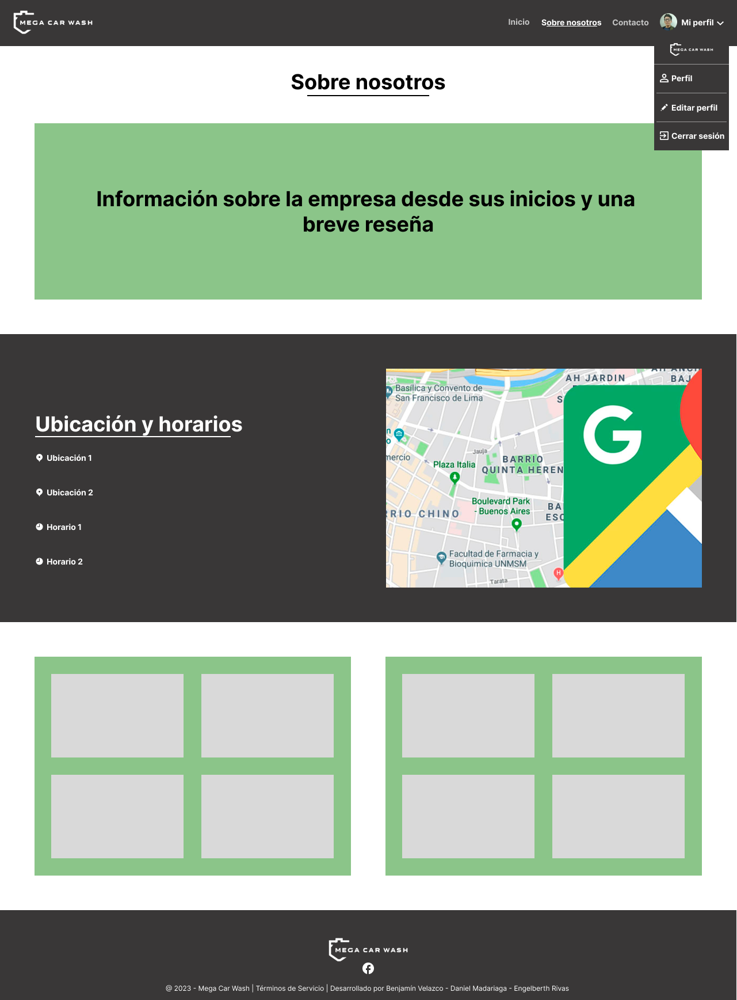 MEGA CAR WASH
Inicio
Sobre nosotros
Contacto
Mi perfil
MEGA CAR WASH
Perfil
Editar perfil
Cerrar sesión
Sobre nosotros
Información sobre la empresa desde sus inicios y una
breve reseña
Ubicación y horarios
Ubicación 1
Ubicación 2
Horario 1
Horario 2
AH JARDIN
BAJ
Basílica y Convento de
San Francisco de Lima
S
G
n
o
Jauja
mercio
BARRIO
QUINTA HEREN
Plaza Italia
Boulevard Park
- Buenos Aires
BA
ESC
RRIO CHINO
Facultad de Farmacia y
Bioquimica UNMSM
H
Tarata
MEGA CAR WASH
@ 2023 - Mega Car Wash | Términos de Servicio | Desarrollado por Benjamín Velazco - Daniel Madariaga - Engelberth Rivas